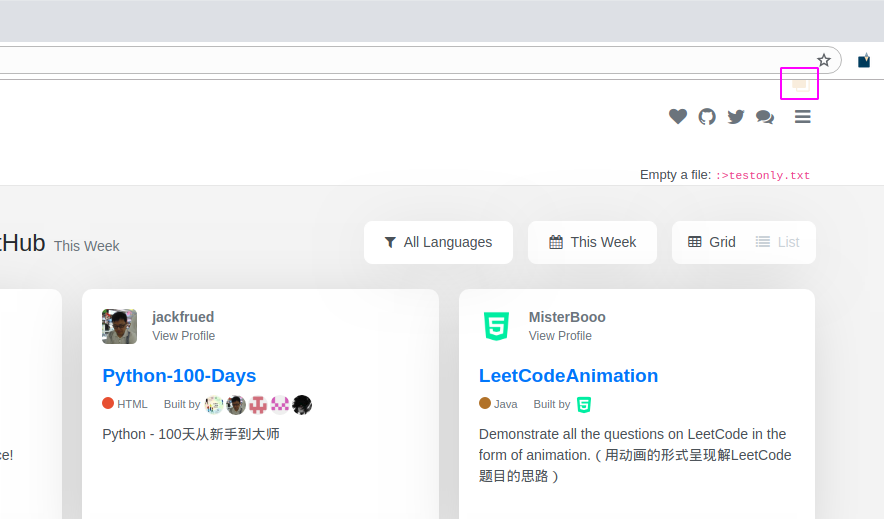 Empty a file: :>testonly.txt
tHub This Week
All Languages
This Week
Grid
List
jackfrued
View Profile
Python-100-Days
HTML Built by
Python - 100天从新手到大师
ce!
MisterBooo
View Profile
LeetCodeAnimation
Java Built by
Demonstrate all the questions on LeetCode in the
form of animation.（用动画的形式呈现解LeetCode
题目的思路）